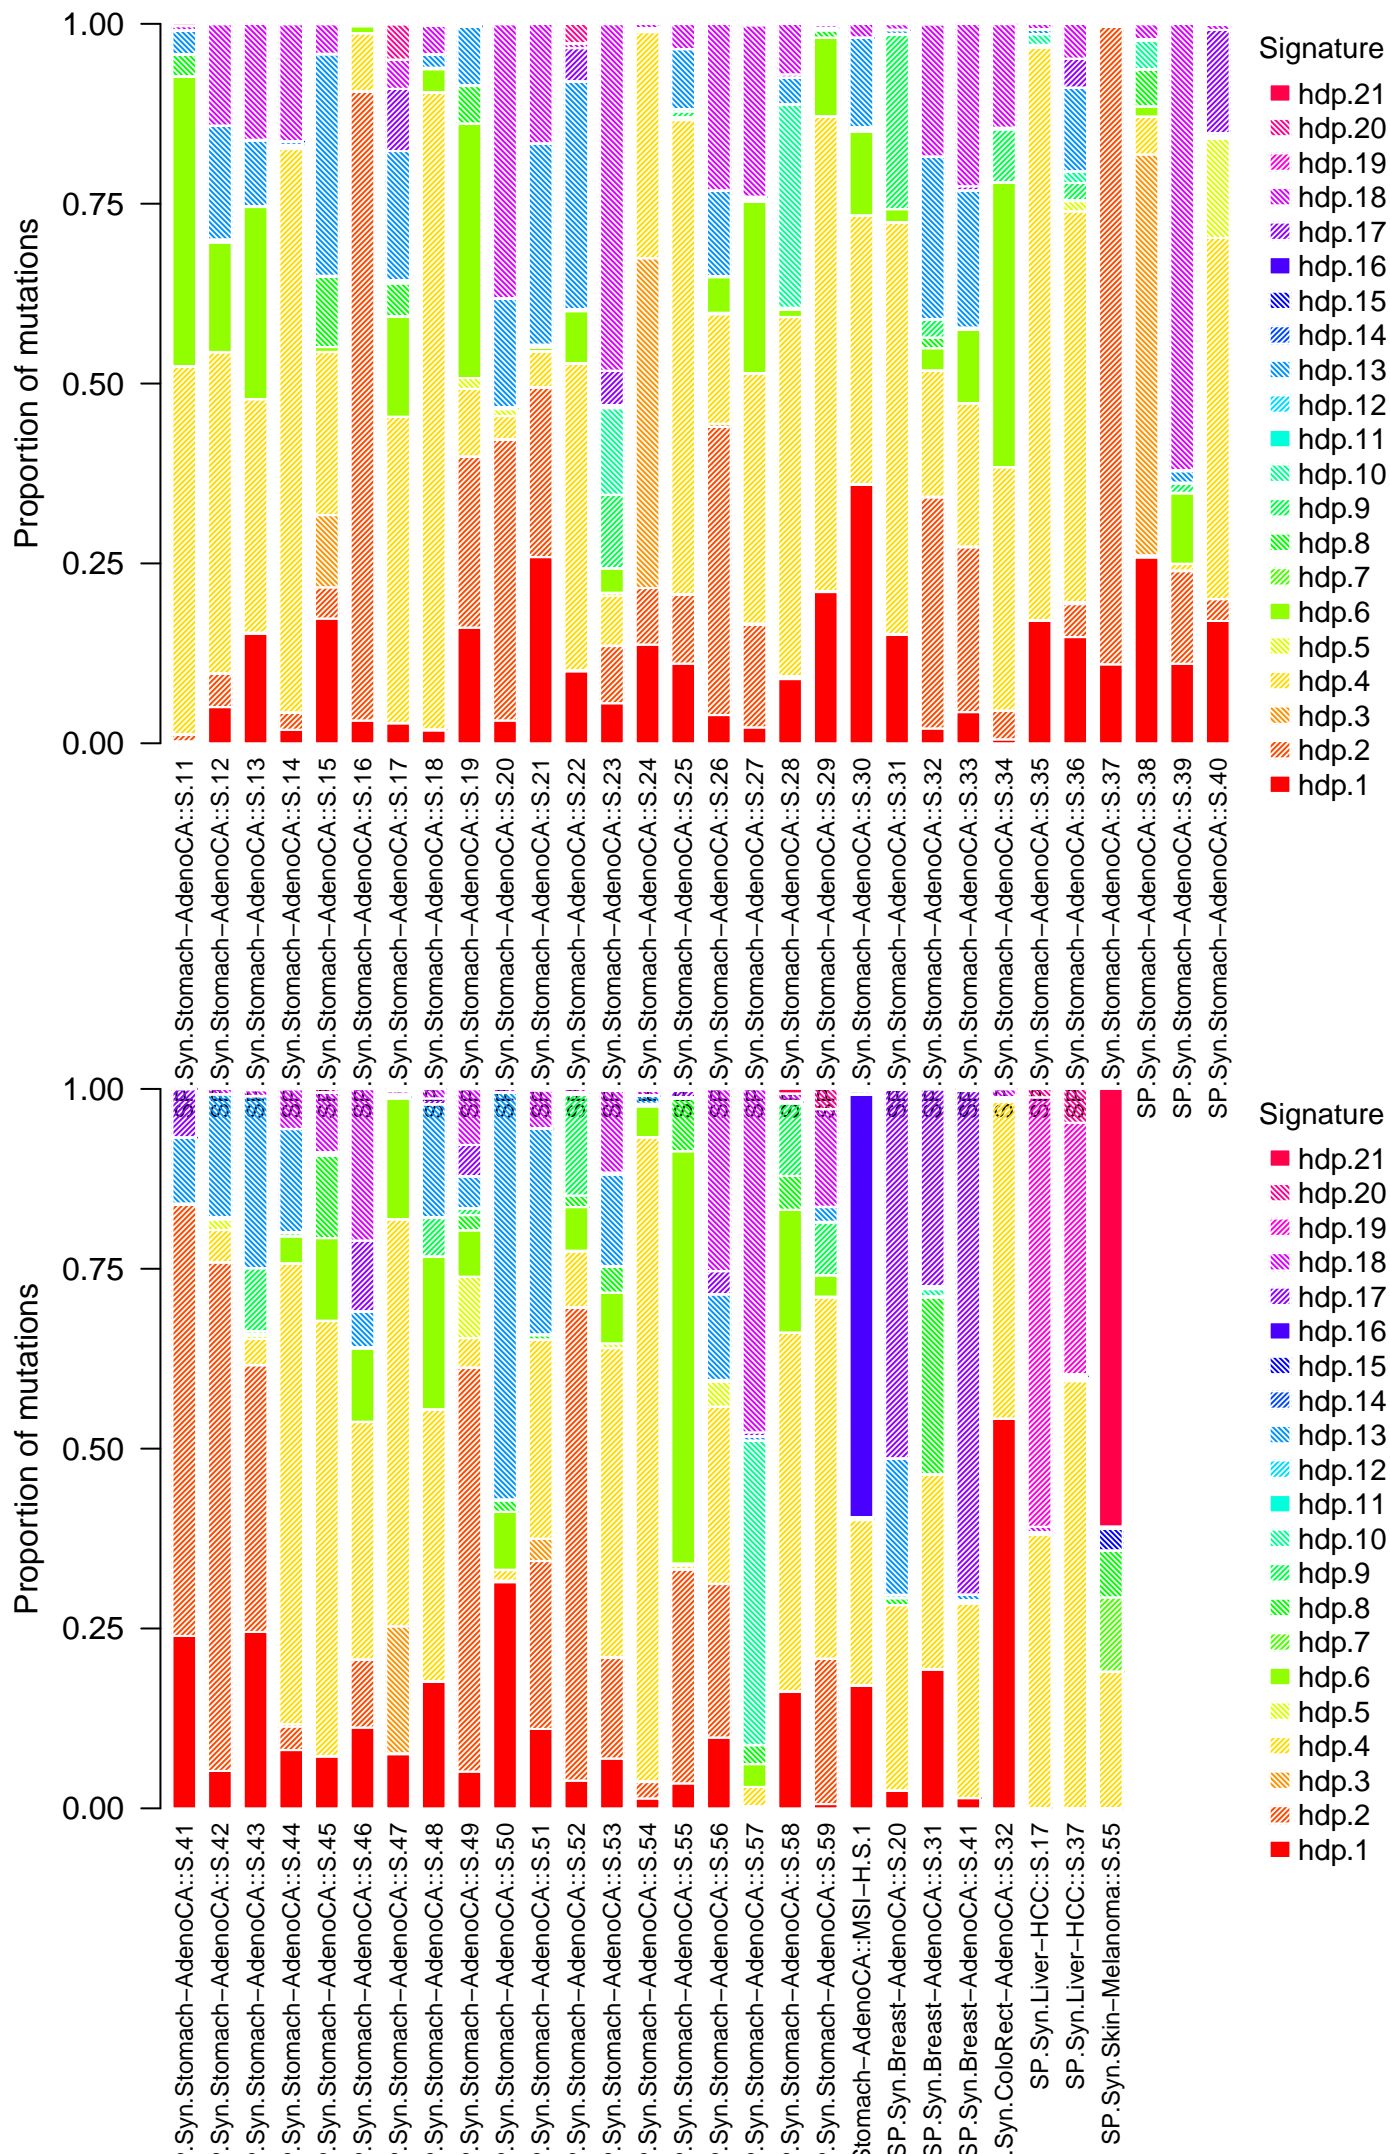 Proportion of mutations
1.00
0.75
0.50
0.25
0.00
.Syn.Stomach−AdenoCA::S.11
.Syn.Stomach−AdenoCA::S.12
.Syn.Stomach−AdenoCA::S.13
.Syn.Stomach−AdenoCA::S.14
.Syn.Stomach−AdenoCA::S.15
.Syn.Stomach−AdenoCA::S.16
.Syn.Stomach−AdenoCA::S.17
.Syn.Stomach−AdenoCA::S.18
.Syn.Stomach−AdenoCA::S.19
.Syn.Stomach−AdenoCA::S.20
.Syn.Stomach−AdenoCA::S.21
.Syn.Stomach−AdenoCA::S.22
.Syn.Stomach−AdenoCA::S.23
.Syn.Stomach−AdenoCA::S.24
.Syn.Stomach−AdenoCA::S.25
.Syn.Stomach−AdenoCA::S.26
.Syn.Stomach−AdenoCA::S.27
.Syn.Stomach−AdenoCA::S.28
.Syn.Stomach−AdenoCA::S.29
.Syn.Stomach−AdenoCA::S.30
.Syn.Stomach−AdenoCA::S.31
.Syn.Stomach−AdenoCA::S.32
.Syn.Stomach−AdenoCA::S.33
.Syn.Stomach−AdenoCA::S.34
.Syn.Stomach−AdenoCA::S.35
.Syn.Stomach−AdenoCA::S.36
.Syn.Stomach−AdenoCA::S.37
SP.Syn.Stomach−AdenoCA::S.38
SP.Syn.Stomach−AdenoCA::S.39
SP.Syn.Stomach−AdenoCA::S.40
Signature
hdp.21
hdp.20
hdp.19
hdp.18
hdp.17
hdp.16
hdp.15
hdp.14
hdp.13
hdp.12
hdp.11
hdp.10
hdp.9
hdp.8
hdp.7
hdp.6
hdp.5
hdp.4
hdp.3
hdp.2
hdp.1
Proportion of mutations
1.00
0.75
0.50
0.25
0.00
.Syn.Stomach−AdenoCA::S.41
.Syn.Stomach−AdenoCA::S.42
.Syn.Stomach−AdenoCA::S.43
.Syn.Stomach−AdenoCA::S.44
.Syn.Stomach−AdenoCA::S.45
.Syn.Stomach−AdenoCA::S.46
.Syn.Stomach−AdenoCA::S.47
.Syn.Stomach−AdenoCA::S.48
.Syn.Stomach−AdenoCA::S.49
.Syn.Stomach−AdenoCA::S.50
.Syn.Stomach−AdenoCA::S.51
.Syn.Stomach−AdenoCA::S.52
.Syn.Stomach−AdenoCA::S.53
.Syn.Stomach−AdenoCA::S.54
.Syn.Stomach−AdenoCA::S.55
.Syn.Stomach−AdenoCA::S.56
.Syn.Stomach−AdenoCA::S.57
.Syn.Stomach−AdenoCA::S.58
.Syn.Stomach−AdenoCA::S.59
Stomach−AdenoCA::MSI−H.S.1
SP.Syn.Breast−AdenoCA::S.20
SP.Syn.Breast−AdenoCA::S.31
SP.Syn.Breast−AdenoCA::S.41
.Syn.ColoRect−AdenoCA::S.32
SP.Syn.Liver−HCC::S.17
SP.Syn.Liver−HCC::S.37
SP.Syn.Skin−Melanoma::S.55
Signature
hdp.21
hdp.20
hdp.19
hdp.18
hdp.17
hdp.16
hdp.15
hdp.14
hdp.13
hdp.12
hdp.11
hdp.10
hdp.9
hdp.8
hdp.7
hdp.6
hdp.5
hdp.4
hdp.3
hdp.2
hdp.1